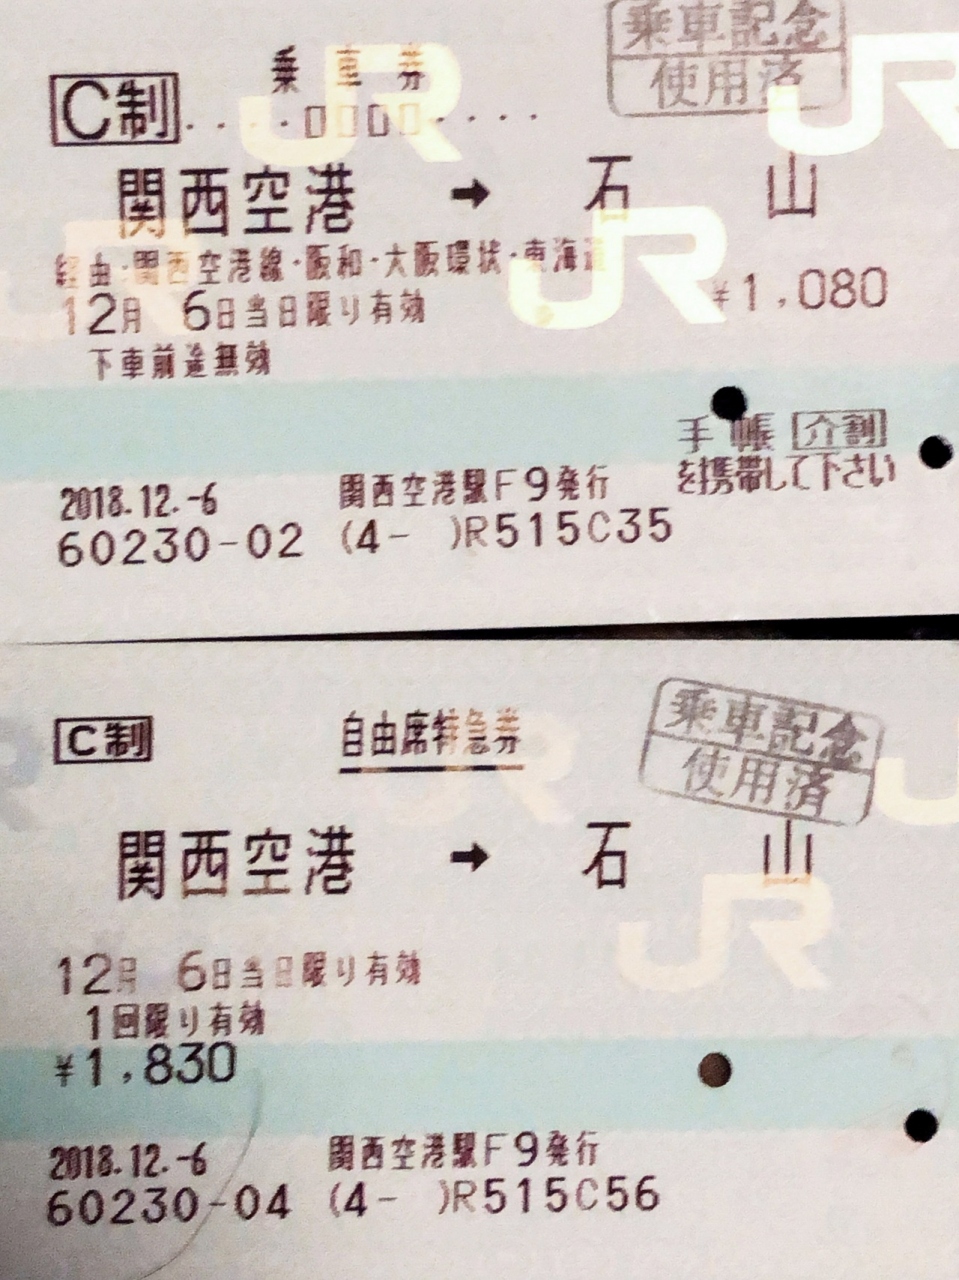 乗車記念
使用済
乗車券
C制 ････0000････
関西空港 → 石山
経由:関西空港線・阪和・大阪環状・東海道
¥1,080
12月 6日当日限り有効
下車前途無効
手帳 介割
を携帯して下さい
2018.12.-6 関西空港駅F9発行
60230-02 (4- )R515C35
JR
C制 自由席特急券
乗車記念
使用済
関西空港 → 石山
12月 6日当日限り有効
1回限り有効
¥1,830
2018.12.-6 関西空港駅F9発行
60230-04 (4- )R515C56
JR